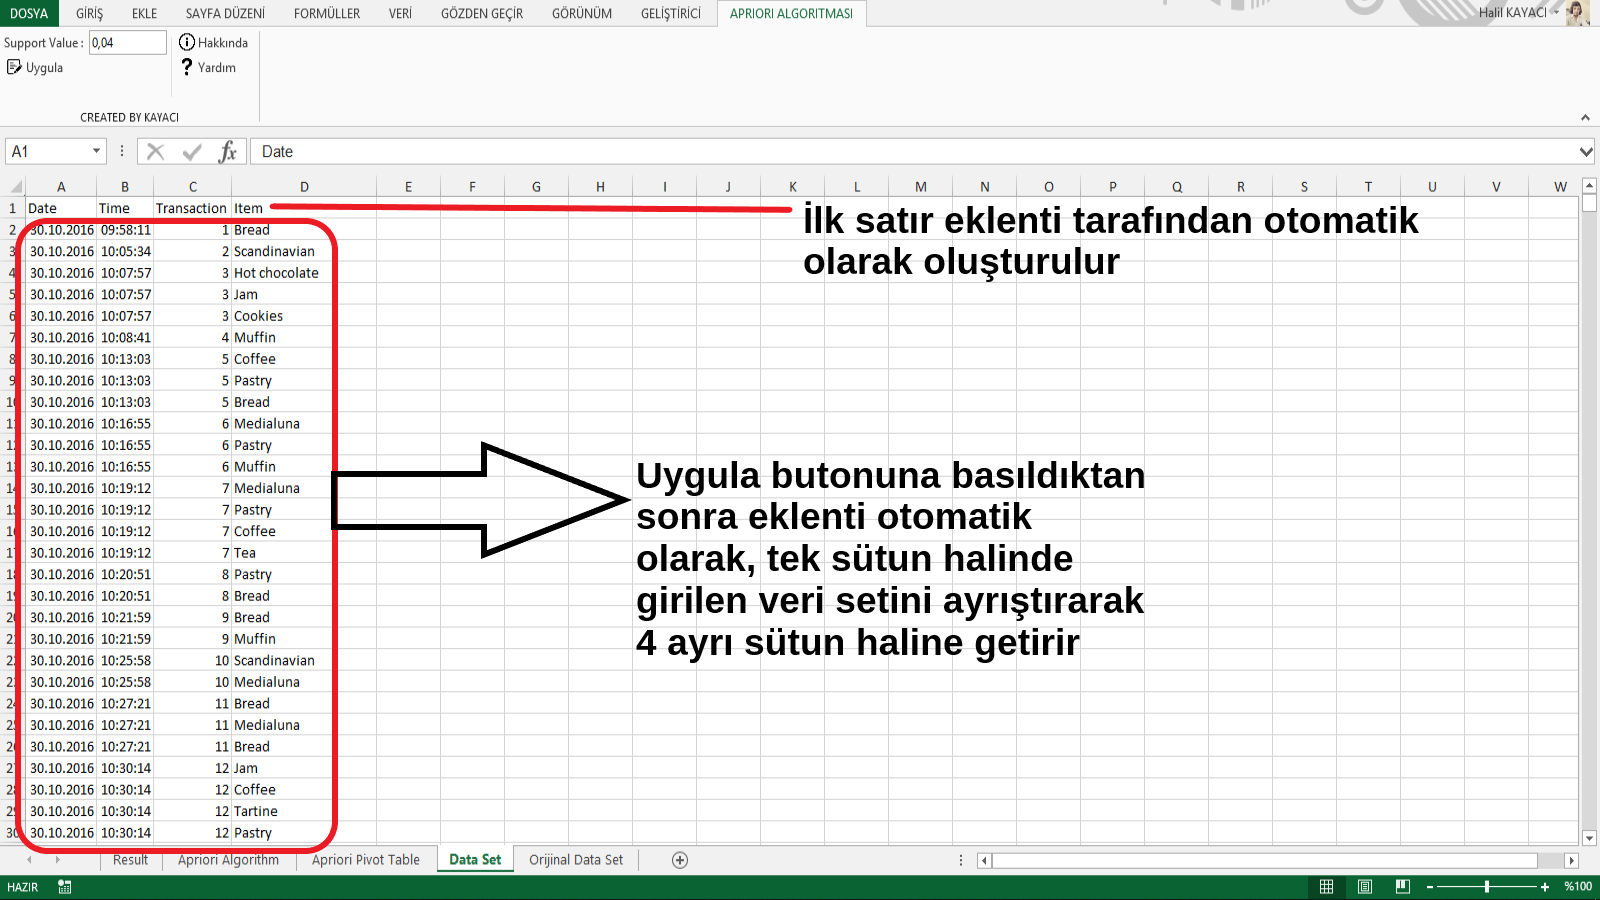 DOSYA GİRİŞ EKLE SAYFA DÜZENİ FORMÜLLER VERİ GÖZDEN GEÇİR GÖRÜNÜM GELİŞTİRİCİ APRIORI ALGORITMASI Halil KAYACI
Support Value : 0,04 Hakkında
Uygula Yardım
CREATED BY KAYACI
A1 fx Date
A B C D E F G H I J K L M N O P Q R S T U V W
1 Date Time Transaction Item
2 30.10.2016 09:58:11 1 Bread
3 30.10.2016 10:05:34 2 Scandinavian
4 30.10.2016 10:07:57 3 Hot chocolate
5 30.10.2016 10:07:57 3 Jam
6 30.10.2016 10:07:57 3 Cookies
7 30.10.2016 10:08:41 4 Muffin
8 30.10.2016 10:13:03 5 Coffee
9 30.10.2016 10:13:03 5 Pastry
10 30.10.2016 10:13:03 5 Bread
11 30.10.2016 10:16:55 6 Medialuna
12 30.10.2016 10:16:55 6 Pastry
13 30.10.2016 10:16:55 6 Muffin
14 30.10.2016 10:19:12 7 Medialuna
15 30.10.2016 10:19:12 7 Pastry
16 30.10.2016 10:19:12 7 Coffee
17 30.10.2016 10:19:12 7 Tea
18 30.10.2016 10:20:51 8 Pastry
19 30.10.2016 10:20:51 8 Bread
20 30.10.2016 10:21:59 9 Bread
21 30.10.2016 10:21:59 9 Muffin
22 30.10.2016 10:25:58 10 Scandinavian
23 30.10.2016 10:25:58 10 Medialuna
24 30.10.2016 10:27:21 11 Bread
25 30.10.2016 10:27:21 11 Medialuna
26 30.10.2016 10:27:21 11 Bread
27 30.10.2016 10:30:14 12 Jam
28 30.10.2016 10:30:14 12 Coffee
29 30.10.2016 10:30:14 12 Tartine
30 30.10.2016 10:30:14 12 Pastry
İlk satır eklenti tarafından otomatik
olarak oluşturulur
Uygula butonuna basıldıktan
sonra eklenti otomatik
olarak, tek sütun halinde
girilen veri setini ayrıştırarak
4 ayrı sütun haline getirir
Result Apriori Algorithm Apriori Pivot Table Data Set Orijinal Data Set
HAZIR %100